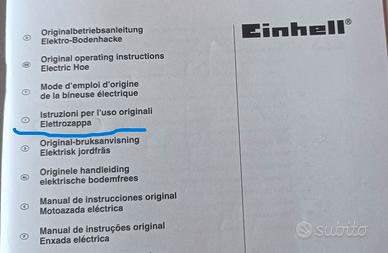 Originalbetriebsanleitung
Elektro-Bodenhacke
Einhell®
Original operating instructions
Electric Hoe
Mode d'emploi d'origine
de la bineuse électrique
Istruzioni per l'uso originali
Elettrozappa
Original-bruksanvisning
Elektrisk jordfräs
Originele handleiding
elektrische bodemfrees
Manual de instrucciones original
Motoazada eléctrica
Manual de instruções original
Enxada eléctrica
subito